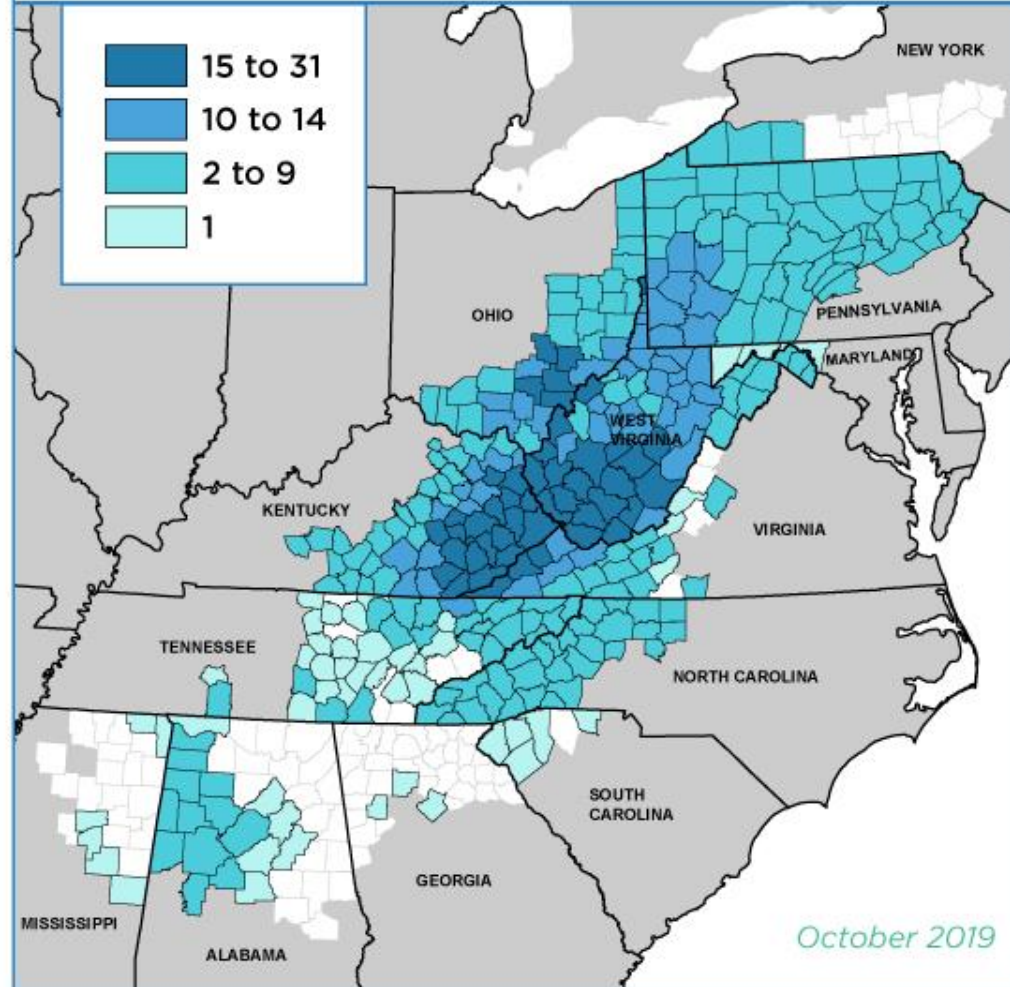 15 to 31
10 to 14
2 to 9
1
NEW YORK
OHIO
PENNSYLVANIA
MARYLAND
WEST
VIRGINIA
KENTUCKY
VIRGINIA
TENNESSEE
NORTH CAROLINA
SOUTH
CAROLINA
GEORGIA
MISSISSIPPI
ALABAMA
October 2019